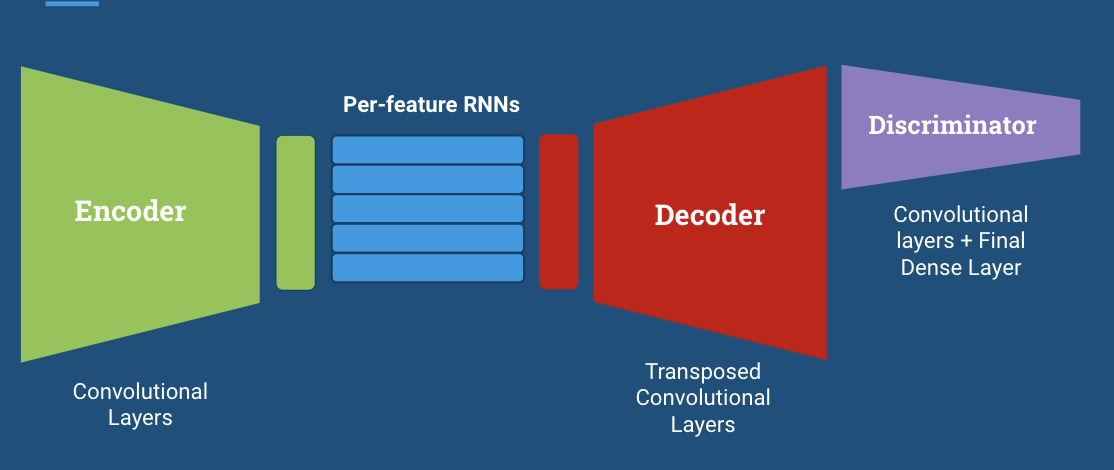 Per-feature RNNs
Encoder
Decoder
Discriminator
Convolutional
Layers
Transposed
Convolutional
Layers
Convolutional
layers + Final
Dense Layer